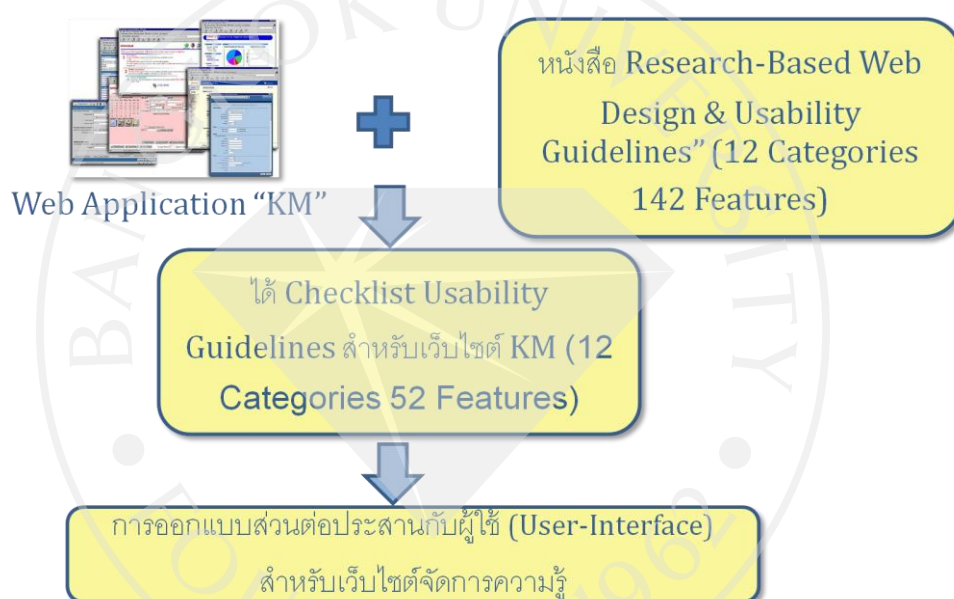 หนังสือ Research-Based Web
Design & Usability
Guidelines” (12 Categories
142 Features)
Web Application “KM”
ได้ Checklist Usability
Guidelines สำหรับเว็บไซต์ KM (12
Categories 52 Features)
การออกแบบส่วนต่อประสานกับผู้ใช้ (User-Interface)
สำหรับเว็บไซต์จัดการความรู้